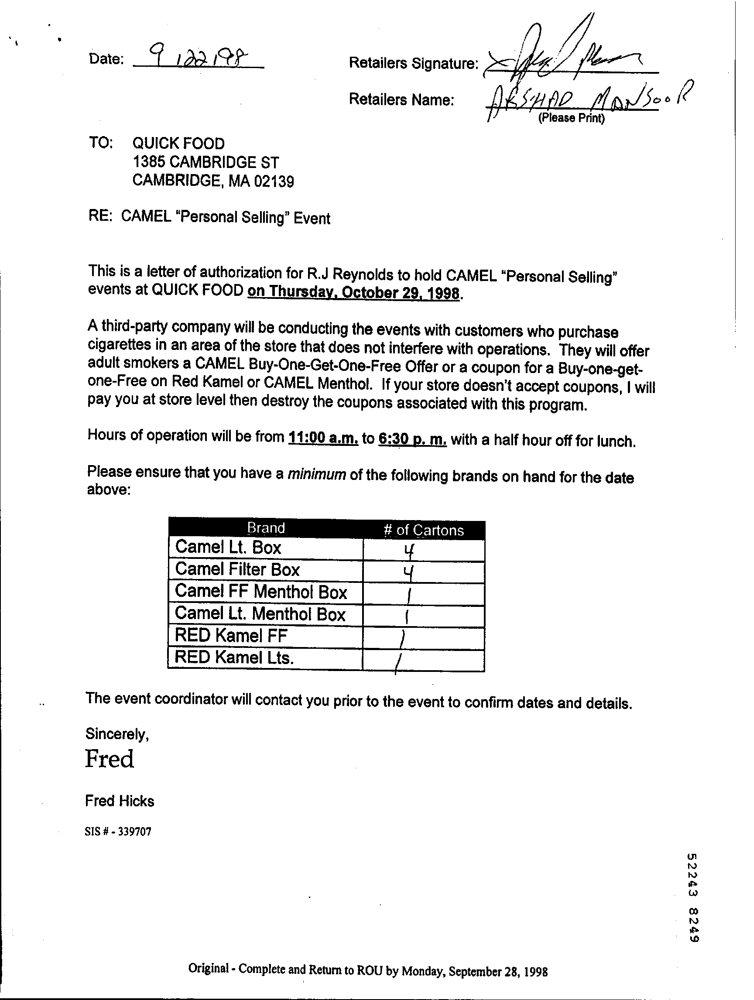 Date: 9/22/98
Retailers Signature: X
Retailers Name: ARSHAD MANSOOR
(Please Print)
TO: QUICK FOOD
1385 CAMBRIDGE ST
CAMBRIDGE, MA 02139
RE: CAMEL "Personal Selling" Event
This is a letter of authorization for R.J Reynolds to hold CAMEL "Personal Selling"
events at QUICK FOOD on Thursday, October 29, 1998.
A third-party company will be conducting the events with customers who purchase
cigarettes in an area of the store that does not interfere with operations. They will offer
adult smokers a CAMEL Buy-One-Get-One-Free Offer or a coupon for a Buy-one-get-
one-Free on Red Kamel or CAMEL Menthol. If your store doesn't accept coupons, I will
pay you at store level then destroy the coupons associated with this program.
Hours of operation will be from 11:00 a.m. to 6:30 p. m. with a half hour off for lunch.
Please ensure that you have a minimum of the following brands on hand for the date
above:
Brand # of Cartons
Camel Lt. Box 4
Camel Filter Box 4
Camel FF Menthol Box 1
Camel Lt. Menthol Box 1
RED Kamel FF 1
RED Kamel Lts. 1
The event coordinator will contact you prior to the event to confirm dates and details.
Sincerely,
Fred
Fred Hicks
SIS # - 339707
52243 8249
Original - Complete and Return to ROU by Monday, September 28, 1998